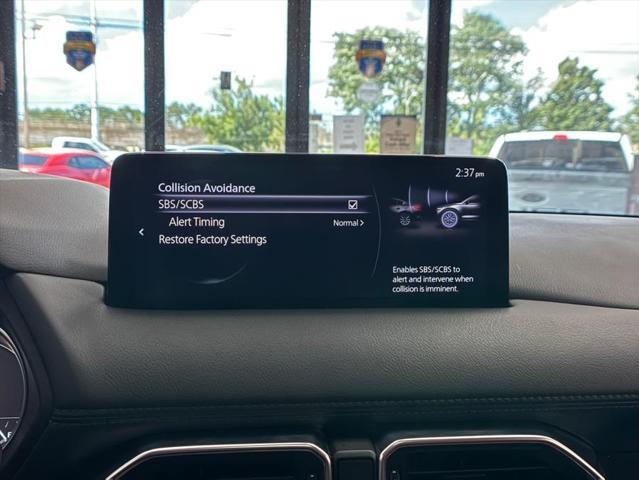 2:37 pm
Collision Avoidance
SBS/SCBS
Alert Timing Normal >
Restore Factory Settings
Enables SBS/SCBS to
alert and intervene when
collision is imminent.
F